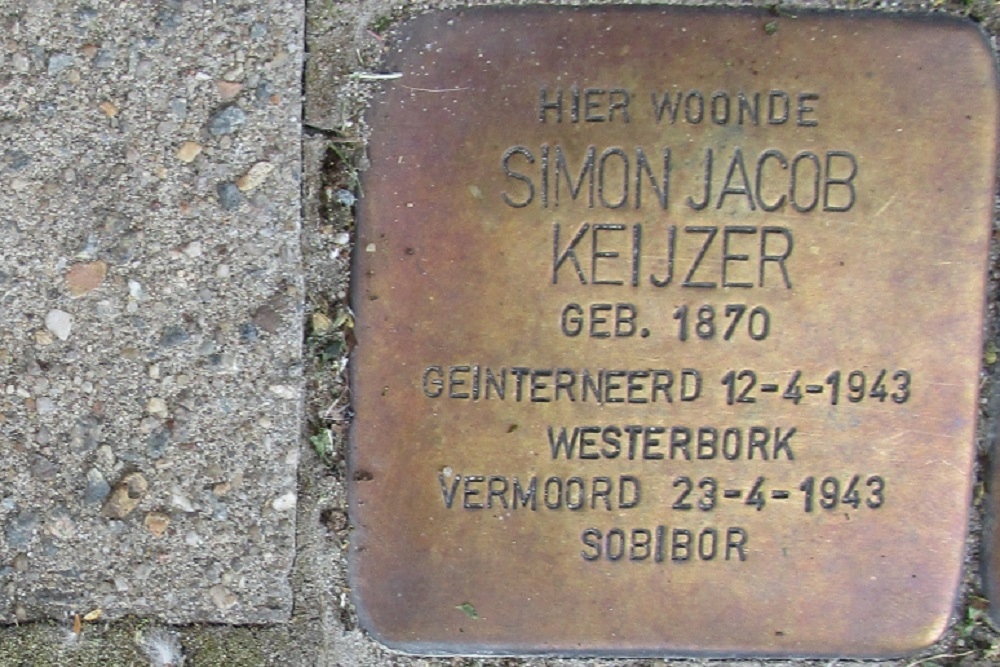 HIER WOONDE
SIMON JACOB
KEIJZER
GEB. 1870
GEINTERNEERD 12-4-1943
WESTERBORK
VERMOORD 23-4-1943
SOBIBOR